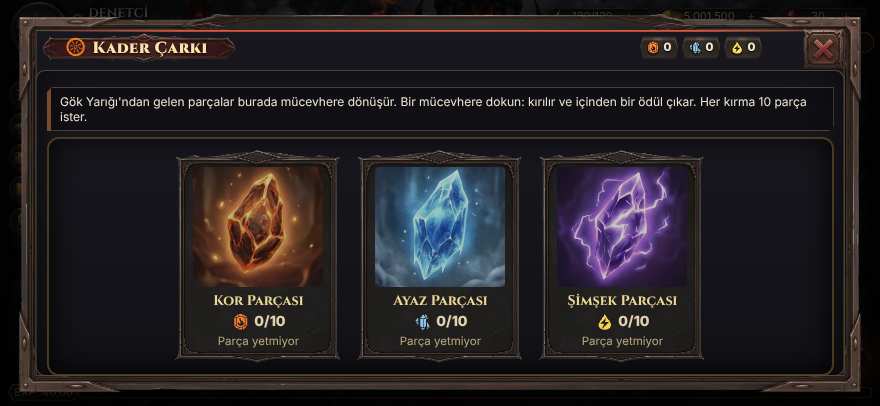 DENETCİ
Kader Çarkı
0 0 0
Gök Yarığı'ndan gelen parçalar burada mücevhere dönüşür. Bir mücevhere dokun: kırılır ve içinden bir ödül çıkar. Her kırma 10 parça
ister.
Kor Parçası
0/10
Parça yetmiyor
Ayaz Parçası
0/10
Parça yetmiyor
Şimşek Parçası
0/10
Parça yetmiyor